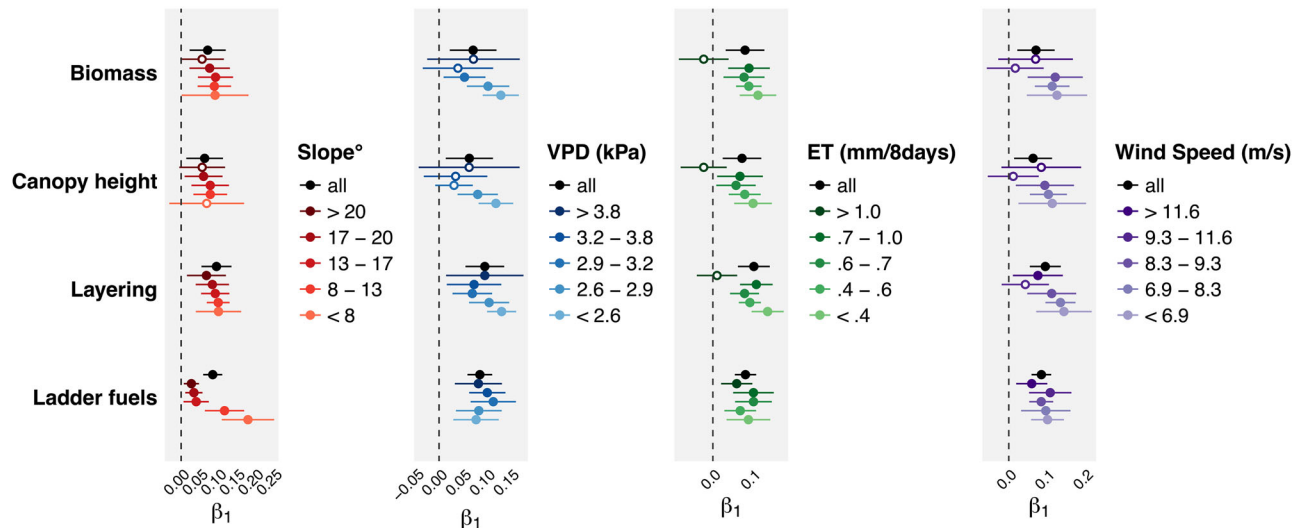 Biomass
Canopy height
Layering
Ladder fuels
Slope°
all
> 20
17 – 20
13 – 17
8 – 13
< 8
0.00
0.05
0.10
0.15
0.20
0.25
β1
VPD (kPa)
all
> 3.8
3.2 – 3.8
2.9 – 3.2
2.6 – 2.9
< 2.6
−0.05
0.00
0.05
0.10
0.15
β1
ET (mm/8days)
all
> 1.0
.7 – 1.0
.6 – .7
.4 – .6
< .4
0.0
0.1
β1
Wind Speed (m/s)
all
> 11.6
9.3 – 11.6
8.3 – 9.3
6.9 – 8.3
< 6.9
0.0
0.1
0.2
β1